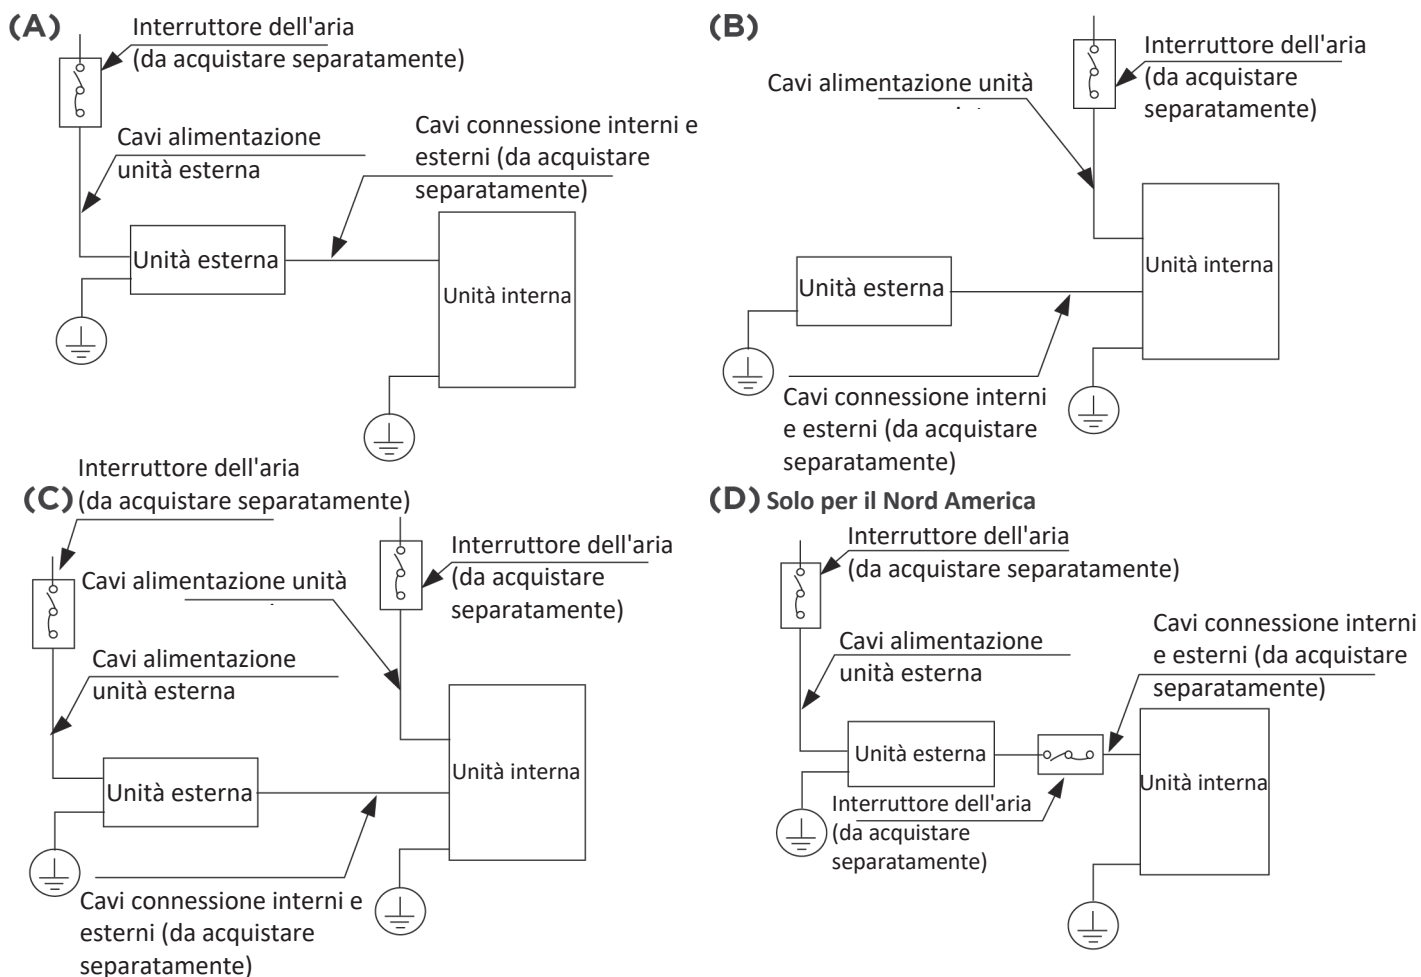 (A)
Interruttore dell'aria
(da acquistare separatamente)
Cavi alimentazione
unità esterna
Cavi connessione interni e
esterni (da acquistare
separatamente)
Unità esterna
Unità interna
(B)
Interruttore dell'aria
(da acquistare
separatamente)
Cavi alimentazione unità
Unità esterna
Unità interna
Cavi connessione interni
e esterni (da acquistare
separatamente)
(C)
Interruttore dell'aria
(da acquistare separatamente)
Cavi alimentazione unità
Interruttore dell'aria
(da acquistare
separatamente)
Cavi alimentazione
unità esterna
Unità esterna
Unità interna
Cavi connessione interni e
esterni (da acquistare
separatamente)
(D) Solo per il Nord America
Interruttore dell'aria
(da acquistare separatamente)
Cavi alimentazione
unità esterna
Cavi connessione interni
e esterni (da acquistare
separatamente)
Unità esterna
Unità interna
Interruttore dell'aria
(da acquistare
separatamente)